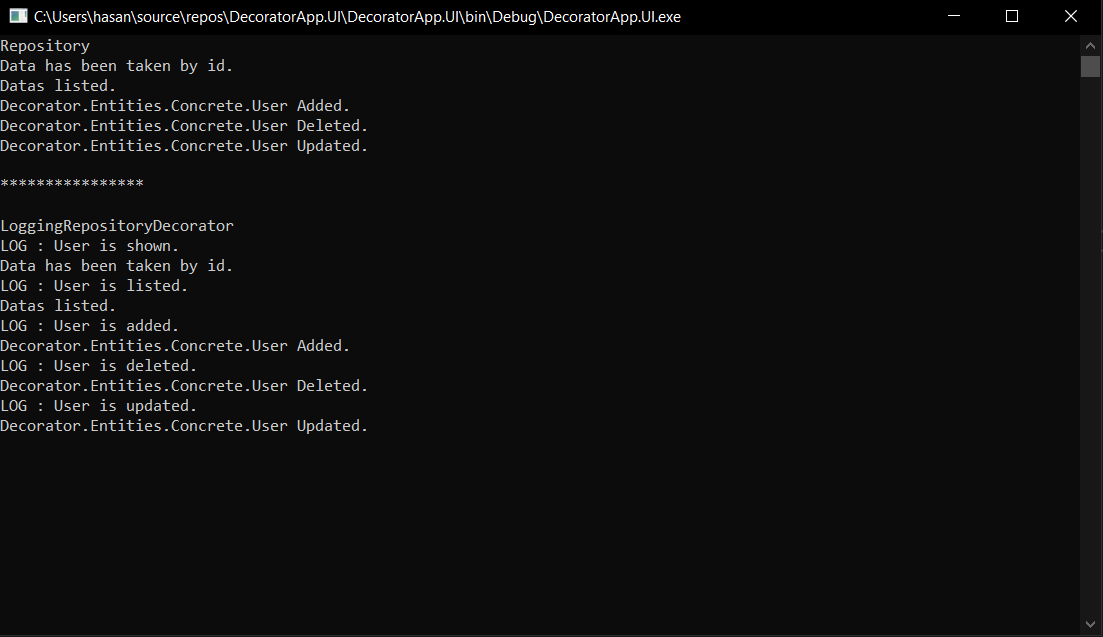 C:\Users\hasan\source\repos\DecoratorApp.UI\DecoratorApp.UI\bin\Debug\DecoratorApp.UI.exe
Repository
Data has been taken by id.
Datas listed.
Decorator.Entities.Concrete.User Added.
Decorator.Entities.Concrete.User Deleted.
Decorator.Entities.Concrete.User Updated.
****************
LoggingRepositoryDecorator
LOG : User is shown.
Data has been taken by id.
LOG : User is listed.
Datas listed.
LOG : User is added.
Decorator.Entities.Concrete.User Added.
LOG : User is deleted.
Decorator.Entities.Concrete.User Deleted.
LOG : User is updated.
Decorator.Entities.Concrete.User Updated.